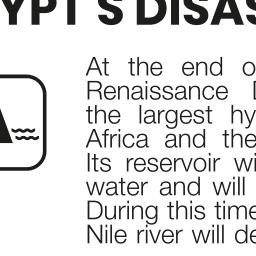 YPT'S DISAS
At the end o
Renaissance
the largest hy
Africa and the
Its reservoir wi
water and will
During this time
Nile river will de